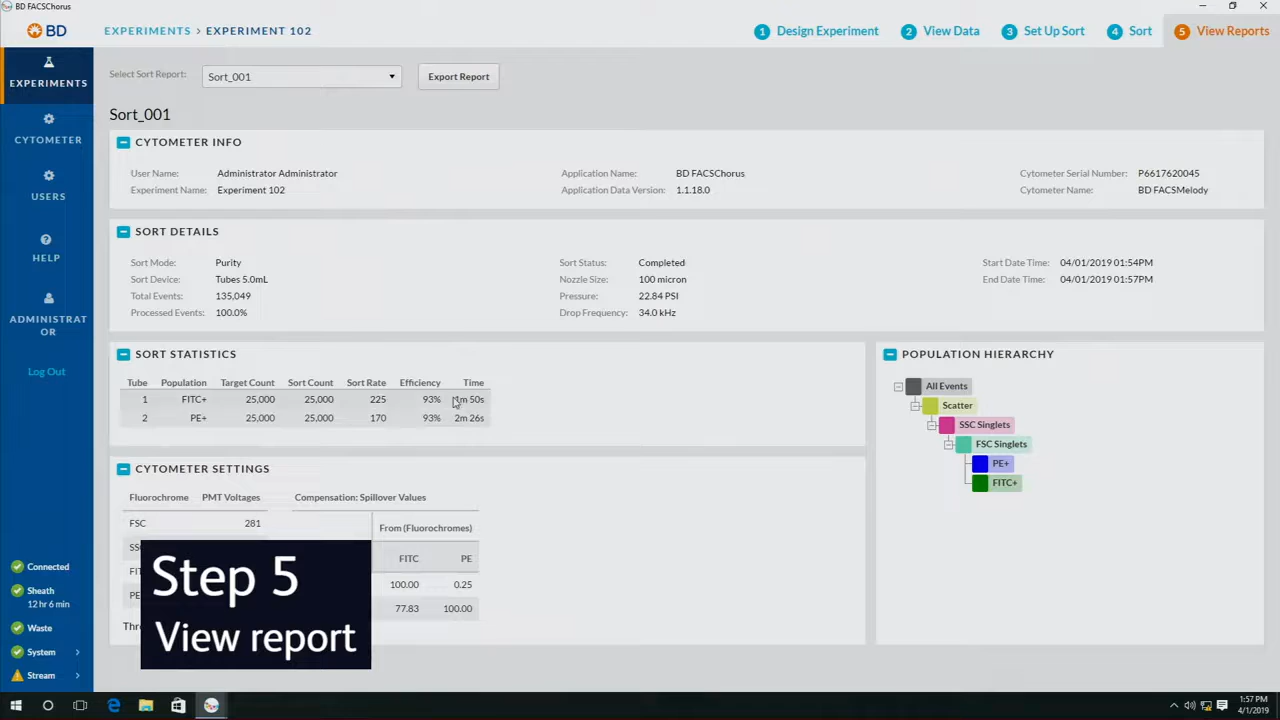 BD FACSChorus
BD
EXPERIMENTS > EXPERIMENT 102
1 Design Experiment
2 View Data
3 Set Up Sort
4 Sort
5 View Reports
EXPERIMENTS
CYTOMETER
USERS
HELP
ADMINISTRAT
OR
Log Out
Connected
Sheath
12 hr 6 min
Waste
System
Stream
Select Sort Report: Sort_001 Export Report
Sort_001
CYTOMETER INFO
User Name: Administrator Administrator Application Name: BD FACSChorus Cytometer Serial Number: P6617620045
Experiment Name: Experiment 102 Application Data Version: 1.1.18.0 Cytometer Name: BD FACSMelody
SORT DETAILS
Sort Mode: Purity Sort Status: Completed Start Date Time: 04/01/2019 01:54PM
Sort Device: Tubes 5.0mL Nozzle Size: 100 micron End Date Time: 04/01/2019 01:57PM
Total Events: 135,049 Pressure: 22.84 PSI
Processed Events: 100.0% Drop Frequency: 34.0 kHz
SORT STATISTICS
Tube Population Target Count Sort Count Sort Rate Efficiency Time
1 FITC+ 25,000 25,000 225 93% 1m 50s
2 PE+ 25,000 25,000 170 93% 2m 26s
POPULATION HIERARCHY
All Events
Scatter
SSC Singlets
FSC Singlets
PE+
FITC+
CYTOMETER SETTINGS
Fluorochrome PMT Voltages Compensation: Spillover Values
FSC 281 From (Fluorochromes)
FITC PE
100.00 0.25
77.83 100.00
Step 5
View report
1:57 PM
4/1/2019